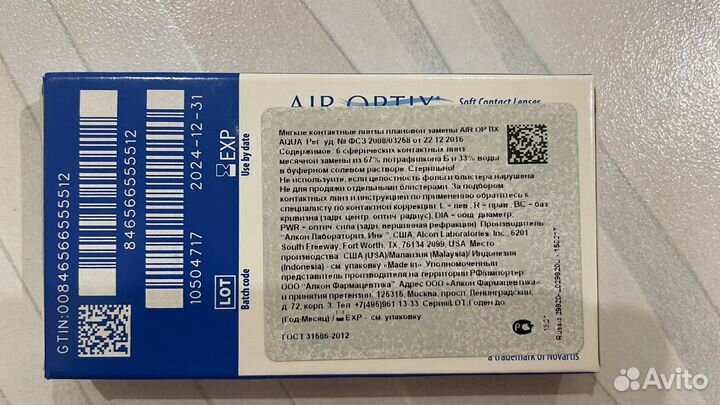 AIR OPTIX
Soft Contact Lenses
Мягкие контактные линзы плановой замены AIR OPTIX
AQUA Рег. уд. № ФСЗ 2008/03268 от 22.12.2016
Содержимое: 6 сферических контактных линз
месячной замены из 67% лотрафилкона Б и 33% воды
в буферном солевом растворе. Стерильно!
Не используйте, если целостность фольги блистера нарушена
Не для продажи отдельными блистерами. За подбором
контактных линз и инструкцией по применению обратитесь к
специалисту по контактной коррекции. L - лев., R - прав., BC - баз.
кривизна (задн. центр. оптич. радиус), DIA - общ. диаметр.
PWR - оптич. сила (задн. вершинная рефракция). Производитель:
"Алкон Лабораториз, Инк.", США, Alcon Laboratories, Inc., 6201
South Freeway, Fort Worth, TX, 76134-2099, USA. Место
производства: США (USA)/Малайзия (Malaysia)/ Индонезия
(Indonesia) - см. упаковку «Made in». Уполномоченный
представитель производителя на территории РФ/импортер:
ООО "Алкон Фармацевтика". Адрес ООО «Алкон Фармацевтика»
и принятия претензий: 125315, Москва, просп. Ленинградский,
д. 72, корп. 3. Тел. +7(495)961 13 33. Серия/LOT, Годен до
(Год-Месяц) / EXP - см. упаковку
ГОСТ 31586-2012
a trademark of Novartis
GTIN:00846566555512
846566555512
10504717
2024-12-31
LOT
Batch code
EXP
Use by date
Avito